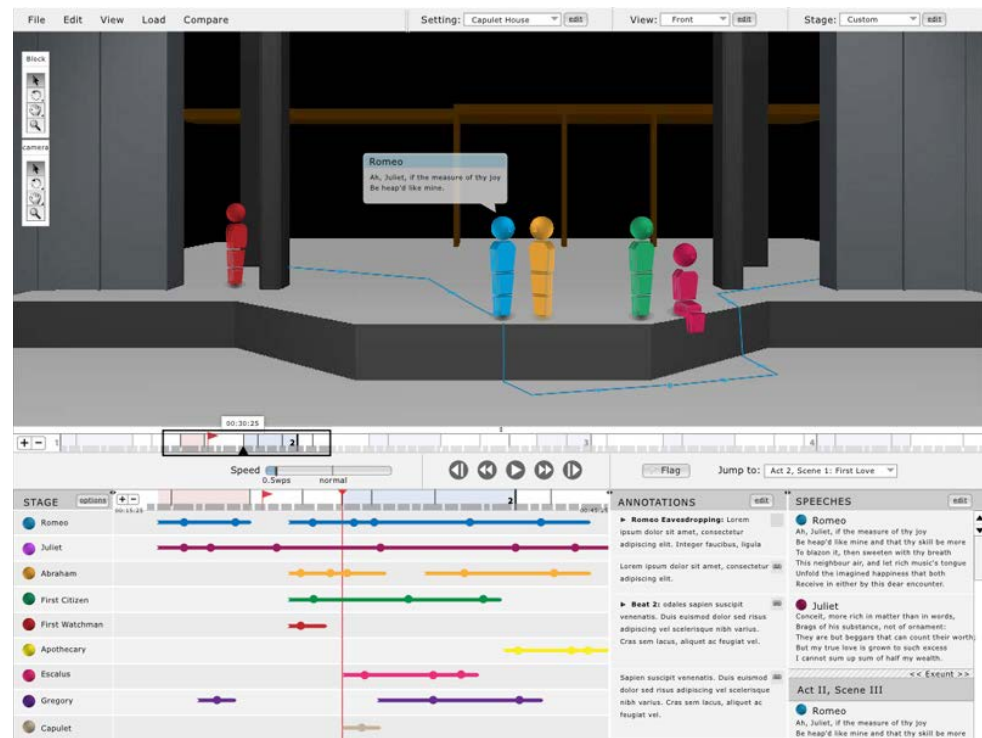 File Edit View Load Compare Setting: Capulet House edit View: Front edit Stage: Custom edit
Block
camera
Romeo
Ah, Juliet, if the measure of thy joy
Be heap'd like mine.
00:30:25
+ - 1 2 3 4
Speed 0.5wps normal
Flag Jump to: Act 2, Scene 1: First Love
STAGE options + -
00:15:25 2 00:45:25
Romeo
Juliet
Abraham
First Citizen
First Watchman
Apothecary
Escalus
Gregory
Capulet
ANNOTATIONS edit
Romeo Eavesdropping: Lorem
ipsum dolor sit amet, consectetur
adipiscing elit. Integer faucibus, ligula
Lorem ipsum dolor sit amet, consectetur
adipiscing elit.
Beat 2: odales sapien suscipit
venenatis. Duis euismod dolor sed risus
adipiscing vel scelerisque nibh varius.
Cras sem lacus, aliquet ac feugiat vel.
Sapien suscipit venenatis. Duis euismod
dolor sed risus adipiscing vel scelerisque
nibh varius. Cras sem lacus, aliquet ac
feugiat vel.
SPEECHES edit
Romeo
Ah, Juliet, if the measure of thy joy
Be heap'd like mine and that thy skill be more
To blazon it, then sweeten with thy breath
This neighbour air, and let rich music's tongue
Unfold the imagined happiness that both
Receive in either by this dear encounter.
Juliet
Conceit, more rich in matter than in words,
Brags of his substance, not of ornament:
They are but beggars that can count their worth;
But my true love is grown to such excess
I cannot sum up sum of half my wealth.
<< Exeunt >>
Act II, Scene III
Romeo
Ah, Juliet, if the measure of thy joy
Be heap'd like mine and that thy skill be more